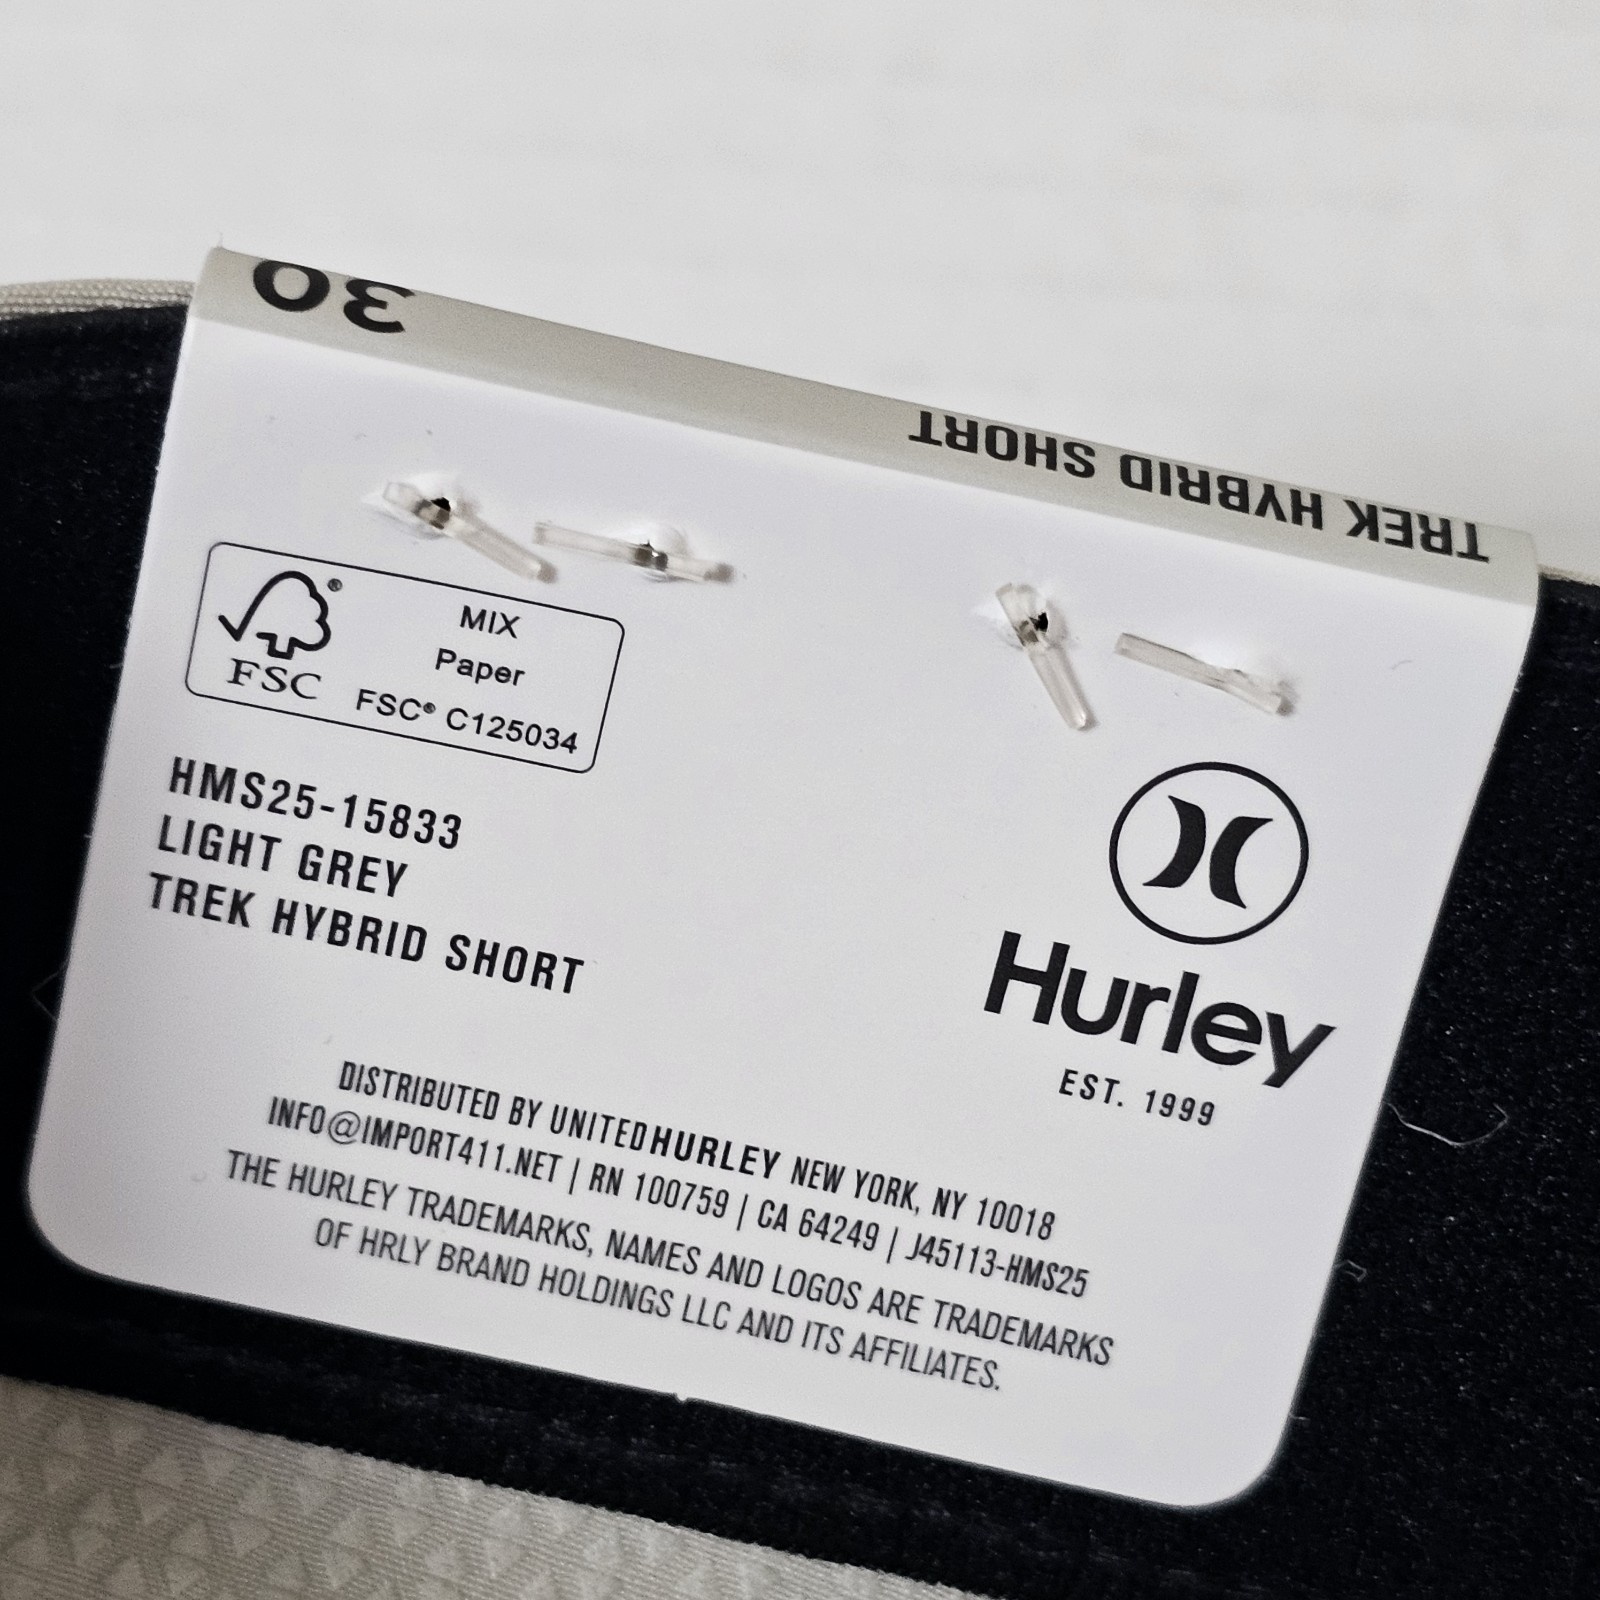 30
TREK HYBRID SHORT
FSC®
MIX
Paper
FSC® C125034
HMS25-15833
LIGHT GREY
TREK HYBRID SHORT
Hurley
EST. 1999
DISTRIBUTED BY UNITEDHURLEY NEW YORK, NY 10018
INFO@IMPORT411.NET | RN 100759 | CA 64249 | J45113-HMS25
THE HURLEY TRADEMARKS, NAMES AND LOGOS ARE TRADEMARKS
OF HRLY BRAND HOLDINGS LLC AND ITS AFFILIATES.